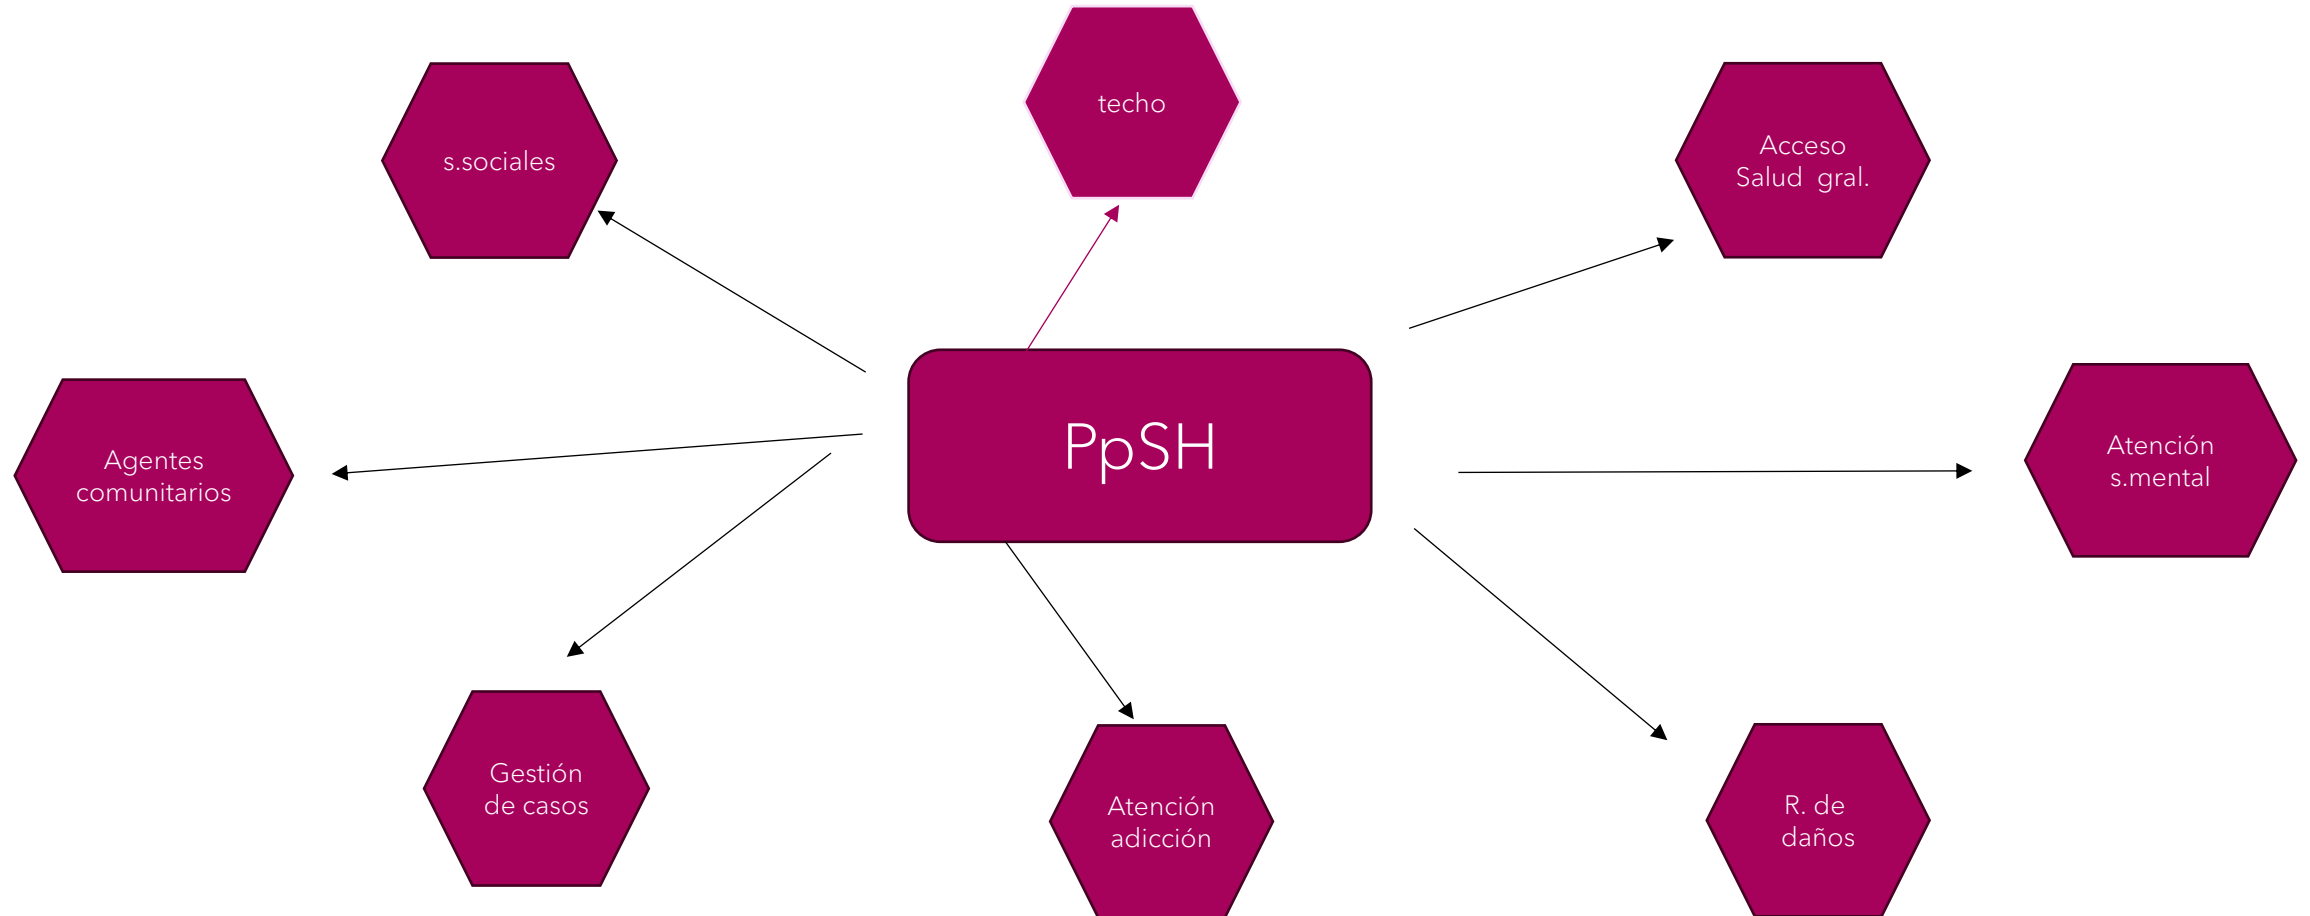 techo
s.sociales
Acceso
Salud gral.
PpSH
Agentes
comunitarios
Atención
s.mental
Gestión
de casos
Atención
adicción
R. de
daños